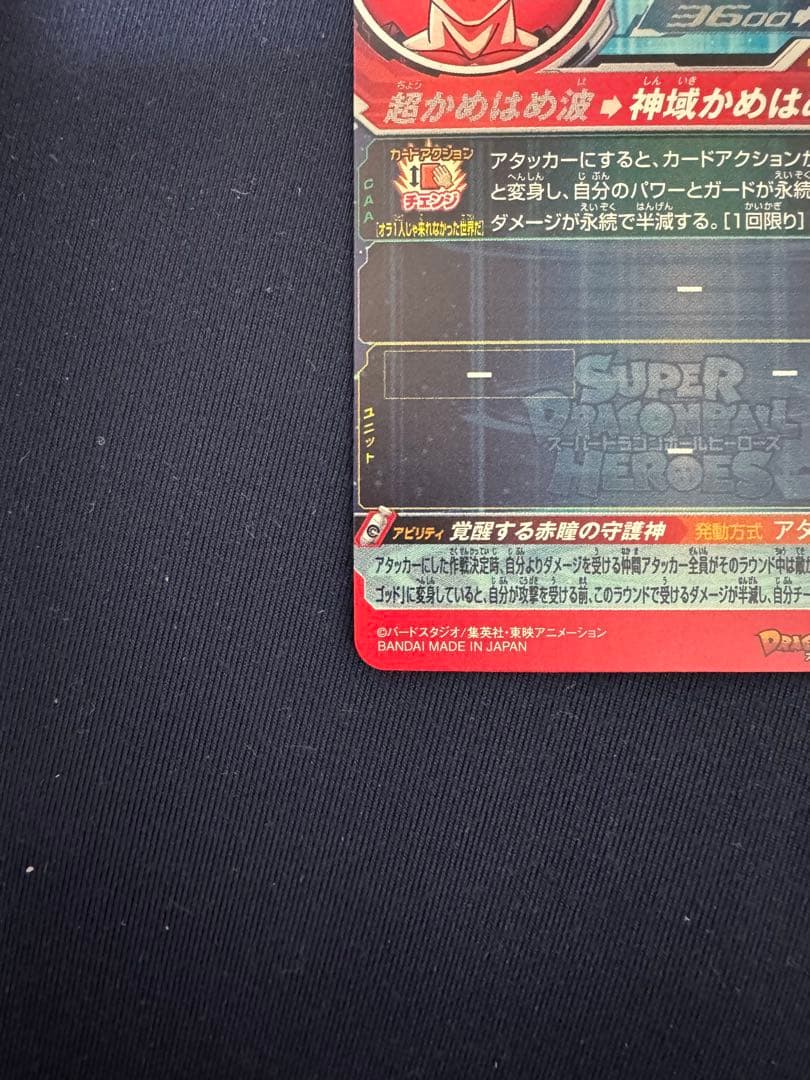 3600
超かめはめ波➡神域かめは
CAA
カードアクション
チェンジ
[オラ1人じゃ来れなかった世界だ]
アタッカーにすると、カードアクションが
と変身し、自分のパワーとガードが永続
ダメージが永続で半減する。[1回限り]
ー
ー
ー
ー
ユニット
SUPER
DRAGONBALL
スーパードラゴンボールヒーローズ
HEROES
アビリティ 覚醒する赤瞳の守護神 発動方式 アタ
アタッカーにした作戦決定時、自分よりダメージを受ける仲間アタッカー全員がそのラウンド中は敵か
ゴッド」に変身していると、自分が攻撃を受ける前、このラウンドで受けるダメージが半減し、自分チー
©バードスタジオ/集英社・東映アニメーション
BANDAI MADE IN JAPAN